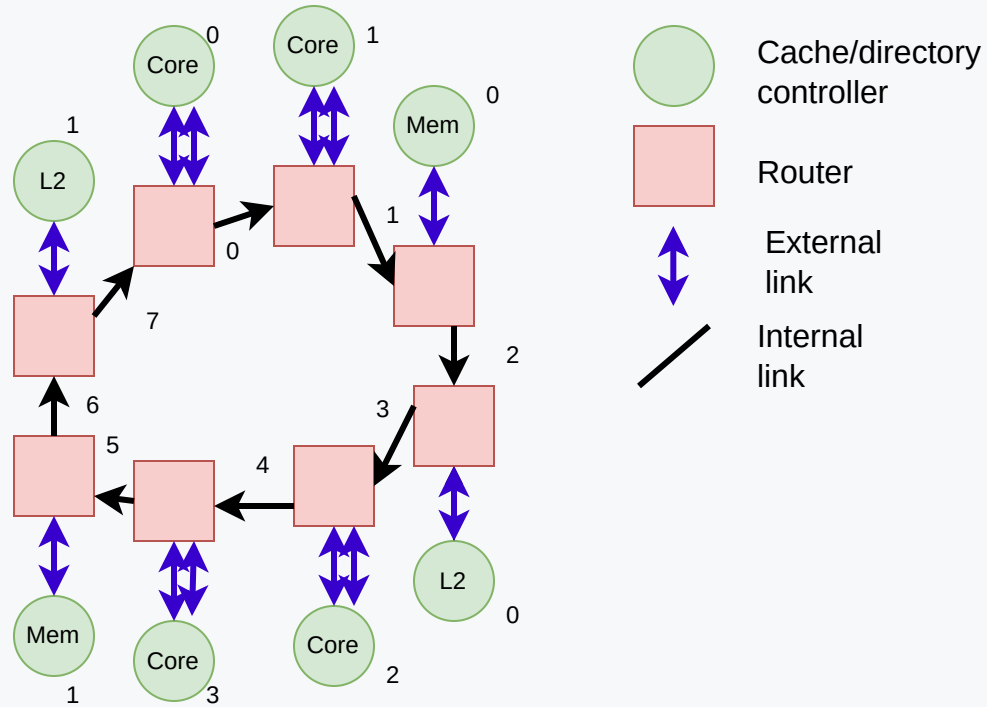 0
Core
1
Core
0
Mem
1
L2
1
0
7
2
6
3
5
4
L2
0
Mem
1
Core
3
Core
2
Cache/directory
controller
Router
External
link
Internal
link